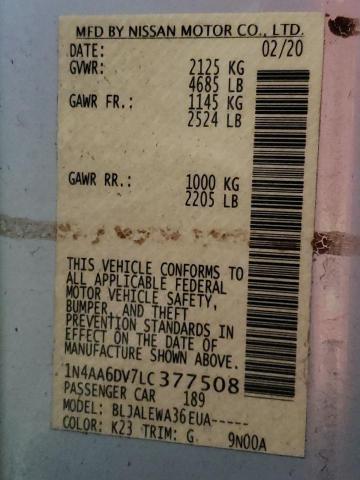 MFD BY NISSAN MOTOR CO., LTD.
DATE: 02/20
GVWR: 2125 KG
4685 LB
GAWR FR.: 1145 KG
2524 LB
GAWR RR.: 1000 KG
2205 LB
THIS VEHICLE CONFORMS TO
ALL APPLICABLE FEDERAL
MOTOR VEHICLE SAFETY,
BUMPER, AND THEFT
PREVENTION STANDARDS IN
EFFECT ON THE DATE OF
MANUFACTURE SHOWN ABOVE.
1N4AA6DV7LC377508
PASSENGER CAR 189
MODEL: BLJALEWA36EUA-----
COLOR: K23 TRIM: G 9N00A